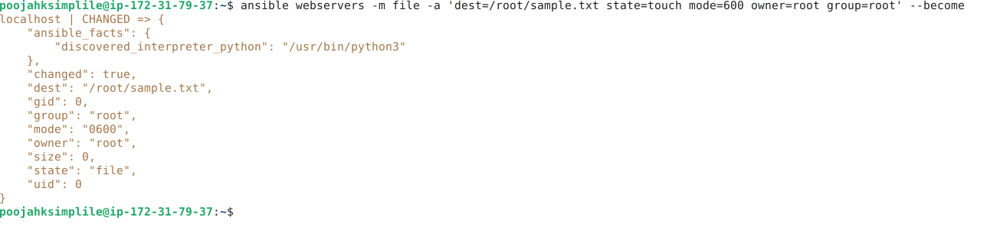 poojahksimplile@ip-172-31-79-37:~$ ansible webservers -m file -a 'dest=/root/sample.txt state=touch mode=600 owner=root group=root' --become
localhost | CHANGED => {
    "ansible_facts": {
        "discovered_interpreter_python": "/usr/bin/python3"
    },
    "changed": true,
    "dest": "/root/sample.txt",
    "gid": 0,
    "group": "root",
    "mode": "0600",
    "owner": "root",
    "size": 0,
    "state": "file",
    "uid": 0
}
poojahksimplile@ip-172-31-79-37:~$